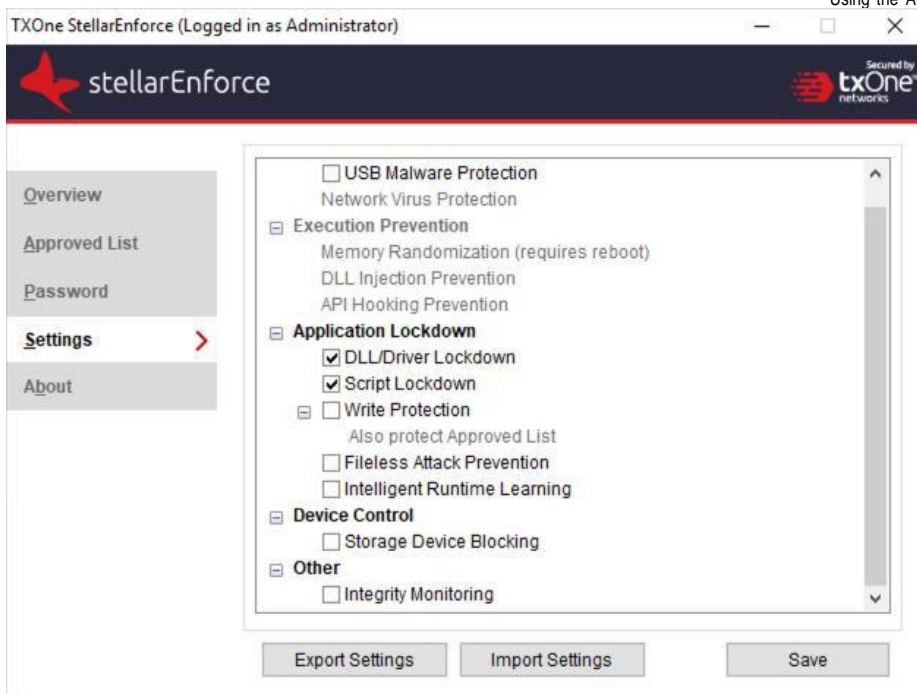 Using the A
TXOne StellarEnforce (Logged in as Administrator)
stellarEnforce
Secured by
txOne
networks
Overview
Approved List
Password
Settings
About
USB Malware Protection
Network Virus Protection
Execution Prevention
Memory Randomization (requires reboot)
DLL Injection Prevention
API Hooking Prevention
Application Lockdown
DLL/Driver Lockdown
Script Lockdown
Write Protection
Also protect Approved List
Fileless Attack Prevention
Intelligent Runtime Learning
Device Control
Storage Device Blocking
Other
Integrity Monitoring
Export Settings
Import Settings
Save